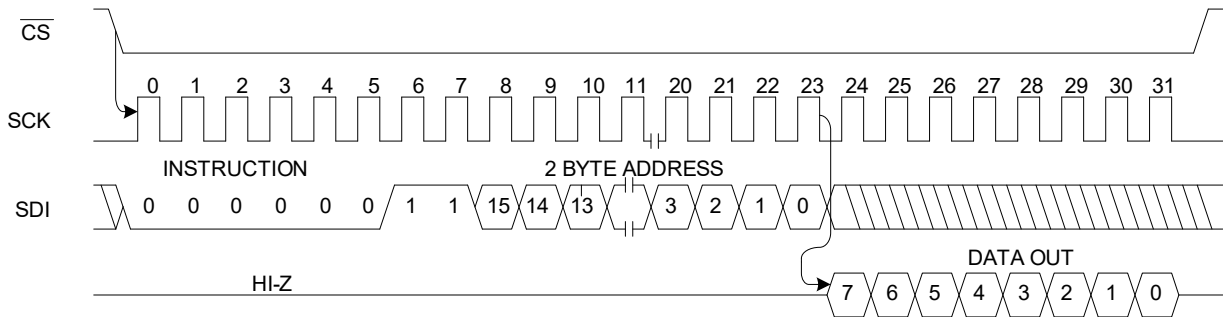 CS
0 1 2 3 4 5 6 7 8 9 10 11 20 21 22 23 24 25 26 27 28 29 30 31
SCK
INSTRUCTION 2 BYTE ADDRESS
SDI 0 0 0 0 0 0 1 1 15 14 13 3 2 1 0
DATA OUT
HI-Z
7 6 5 4 3 2 1 0